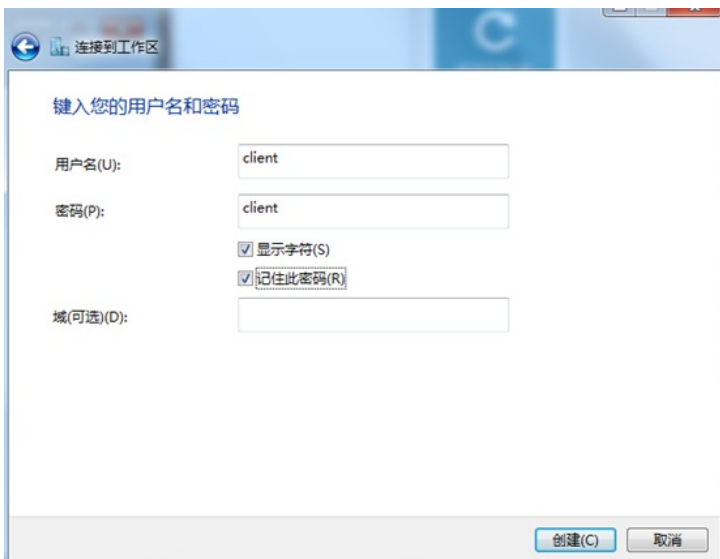 连接到工作区
键入您的用户名和密码
用户名(U):
client
密码(P):
client
显示字符(S)
记住此密码(R)
域(可选)(D):
创建(C)
取消